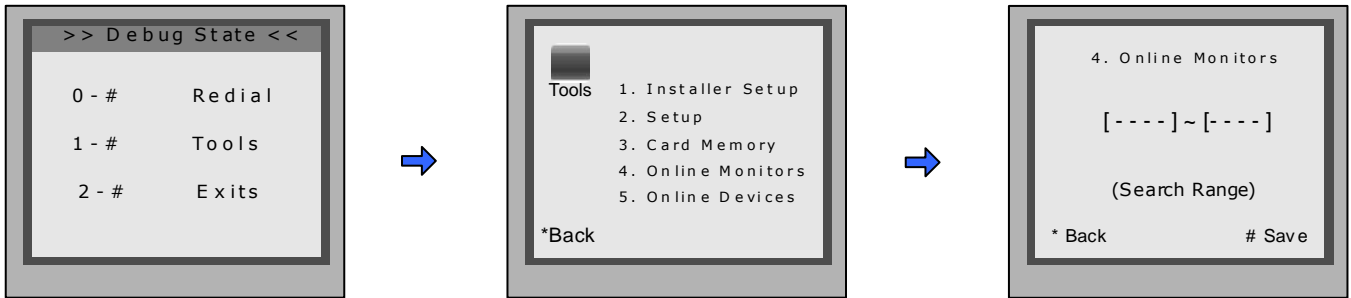 >> Debug State <<
0-# Redial
1-# Tools
2-# Exits
Tools
1. Installer Setup
2. Setup
3. Card Memory
4. Online Monitors
5. Online Devices
*Back
4. Online Monitors
[----]~[----]
(Search Range)
* Back # Save